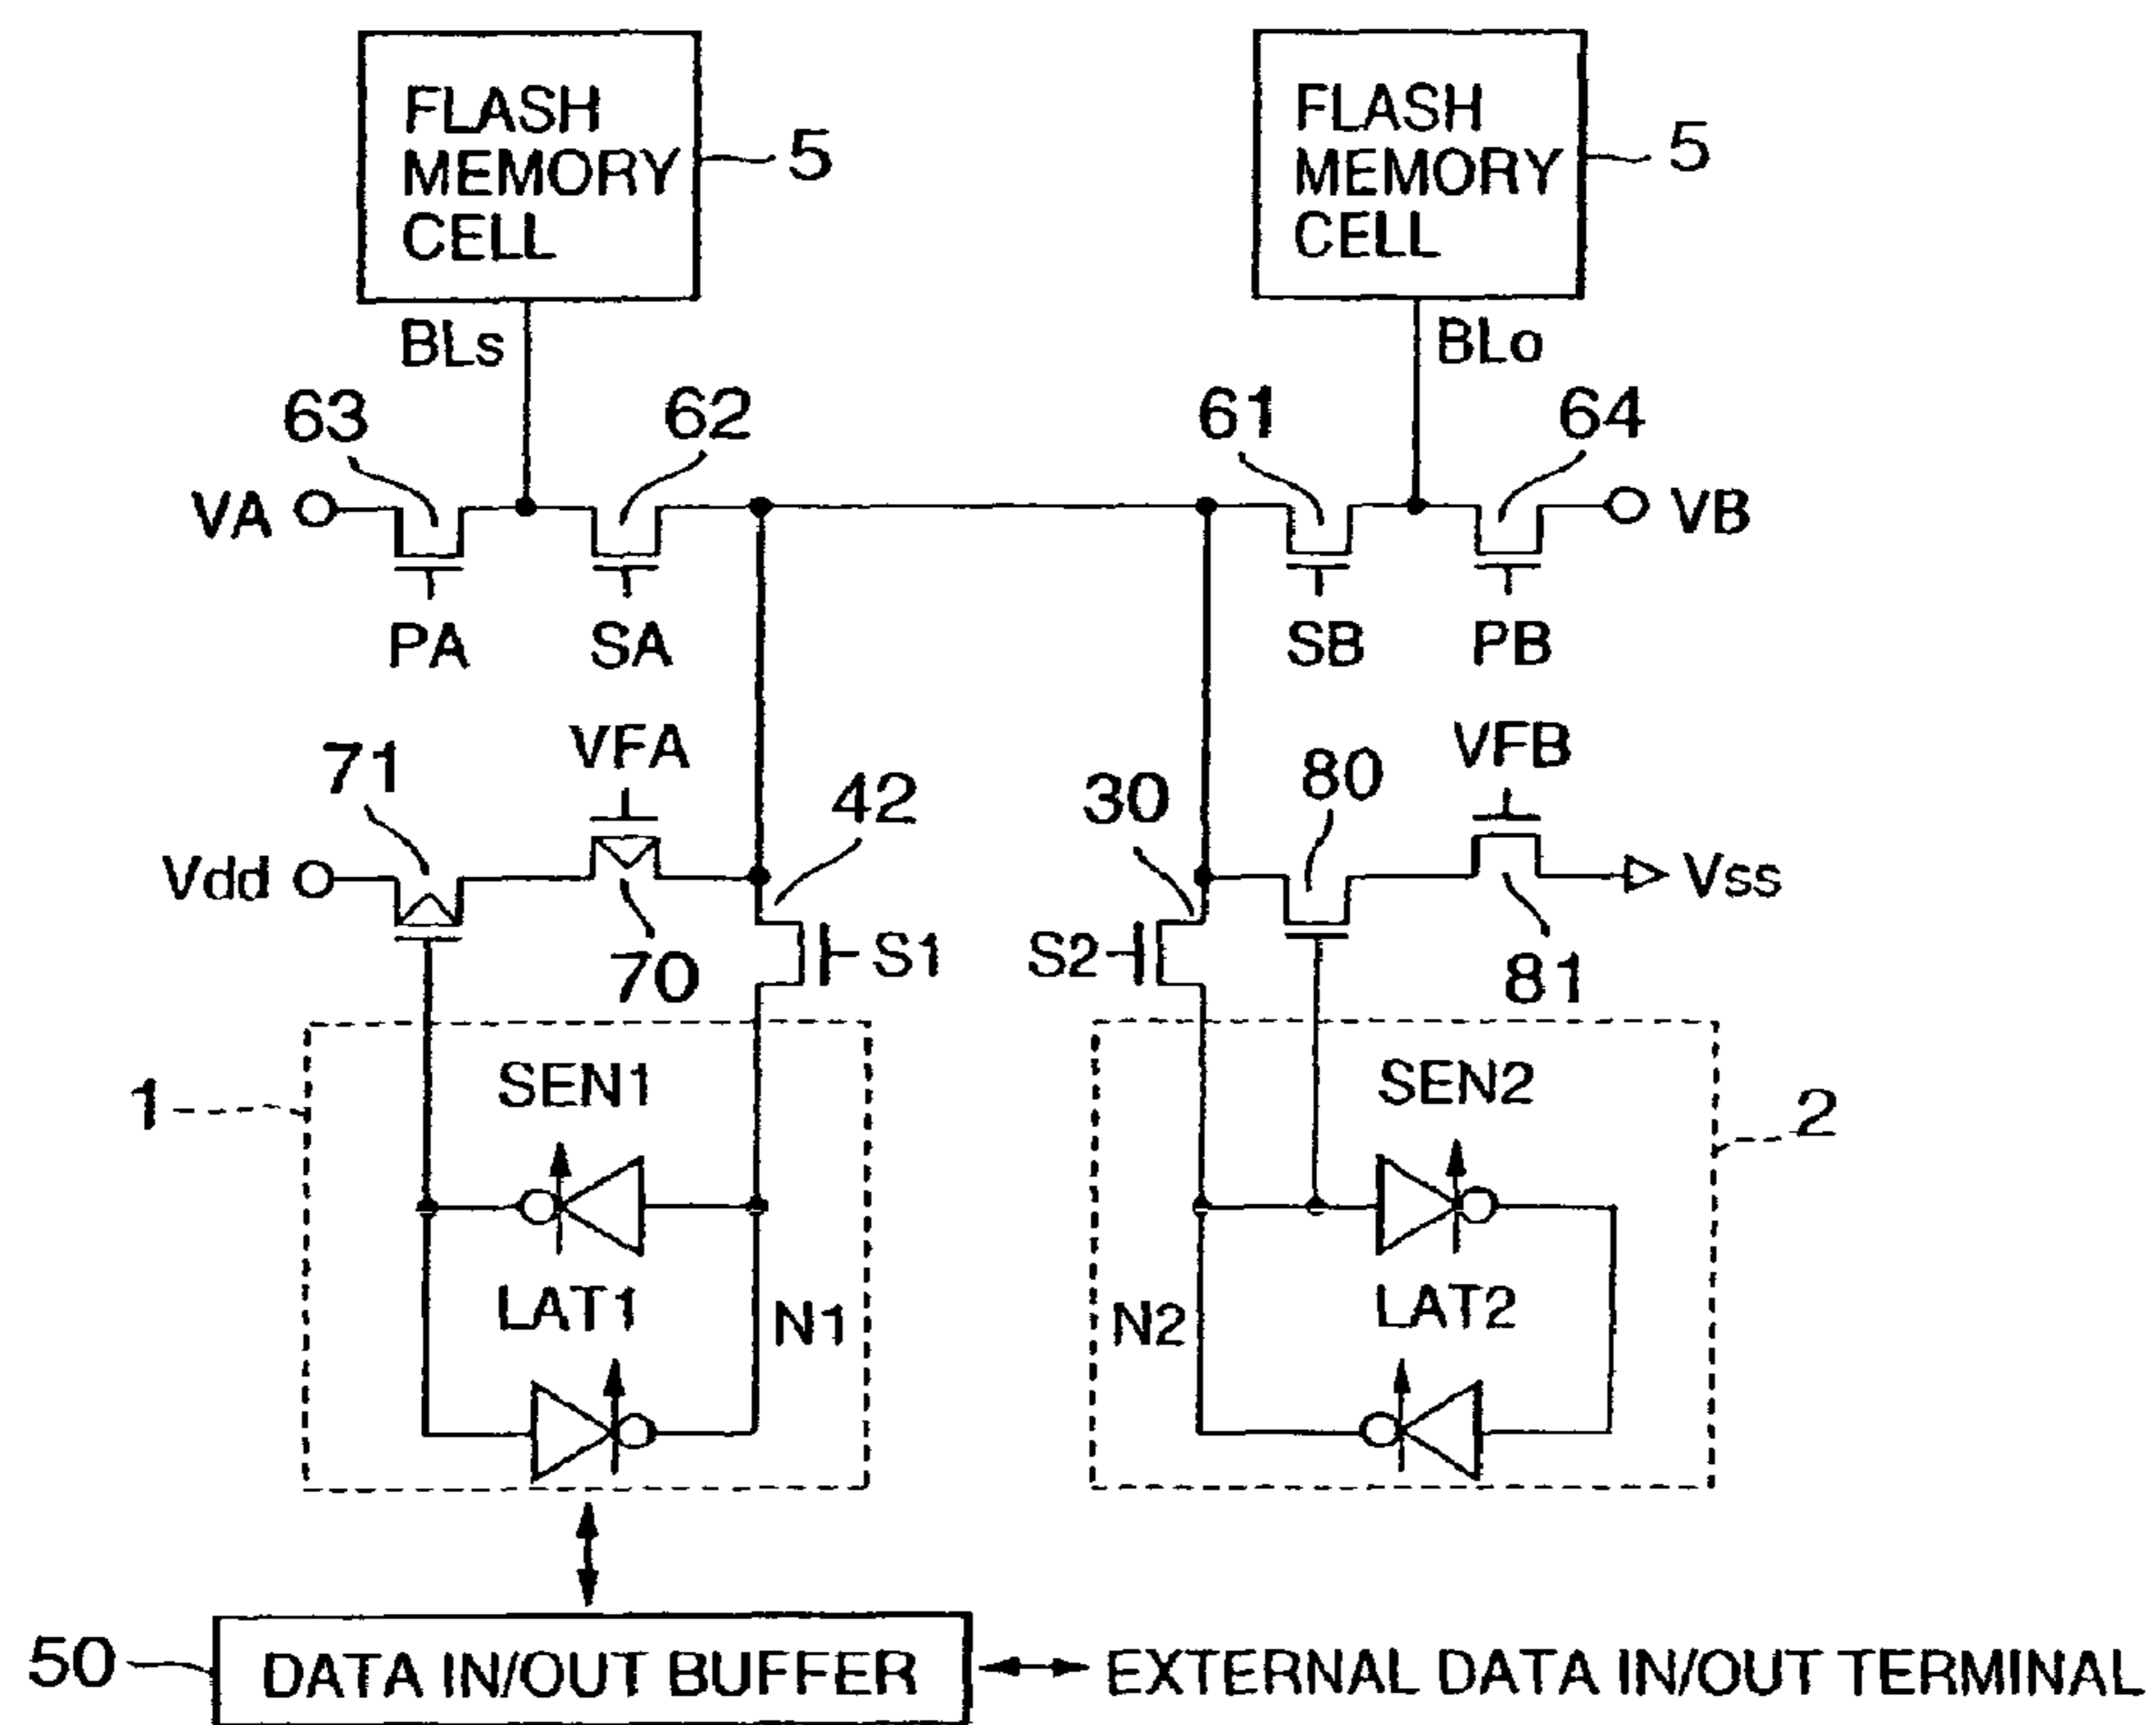 FLASH
MEMORY
CELL
5
FLASH
MEMORY
CELL
5
BLs
BLo
63
62
61
64
VA
VB
PA
SA
SB
PB
71
VFA
42
30
80
VFB
Vdd
Vss
70
S1
S2
81
1
SEN1
SEN2
2
LAT1
N1
N2
LAT2
50
DATA IN/OUT BUFFER
EXTERNAL DATA IN/OUT TERMINAL